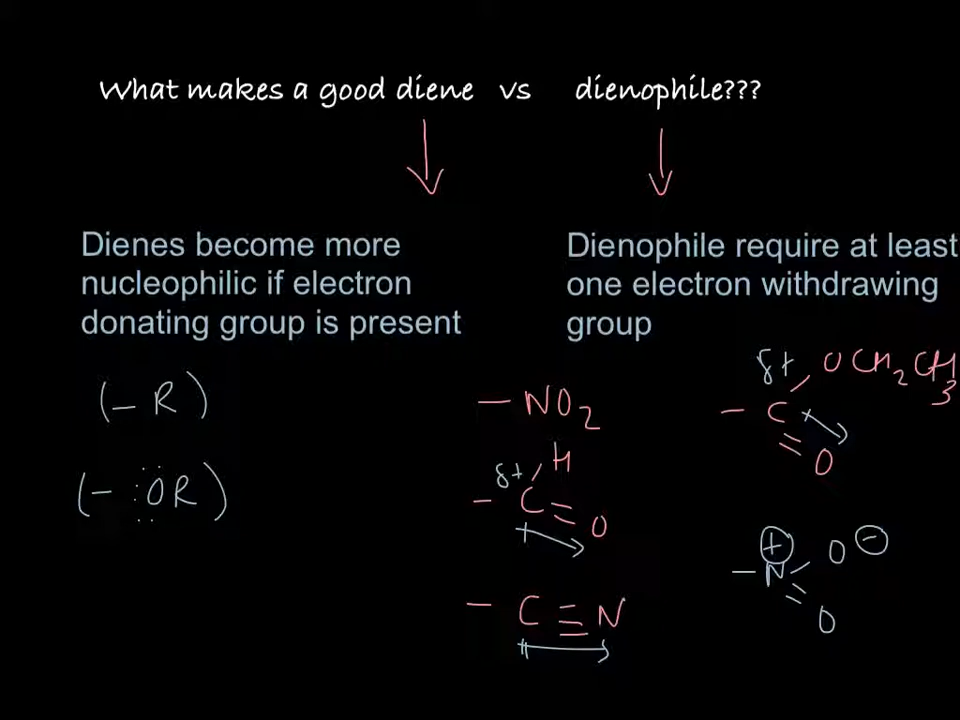 What makes a good diene vs dienophile???
Dienes become more
nucleophilic if electron
donating group is present
(– R)
(– :ÖR)
Dienophile require at least
one electron withdrawing
group
– NO2
δ+ H
– C = O
– C ≡ N
δ+ OCH2CH3
– C = O
– N⊕ O⊖
= O